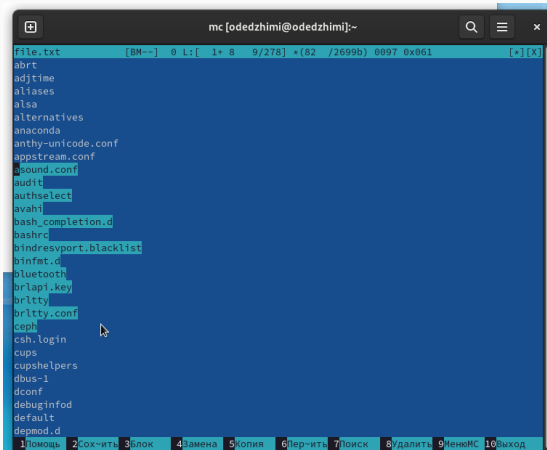 mc [odedzhimi@odedzhimi]:~
file.txt [BM--] 0 L:[ 1+ 8 9/278] *(82 /2699b) 0097 0x061 [*][X]
abrt
adjtime
aliases
alsa
alternatives
anaconda
anthy-unicode.conf
appstream.conf
asound.conf
audit
authselect
avahi
bash_completion.d
bashrc
bindresvport.blacklist
binfmt.d
bluetooth
brlapi.key
brltty
brltty.conf
ceph
csh.login
cups
cupshelpers
dbus-1
dconf
debuginfod
default
depmod.d
1Помощь 2Сох~ить 3Блок 4Замена 5Копия 6Пер~ить 7Поиск 8Удалить 9МенюMC 10Выход